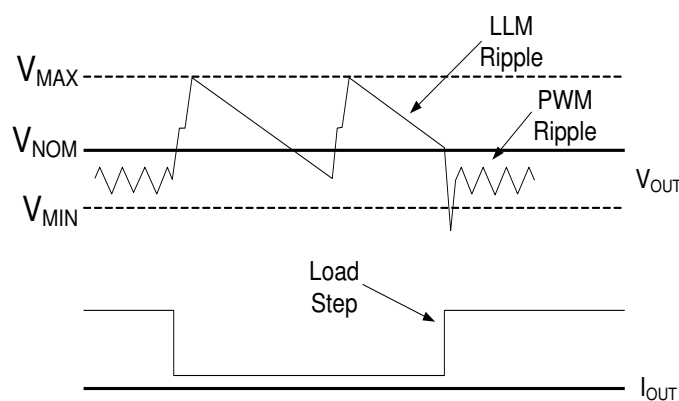 LLM
Ripple
VMAX
PWM
Ripple
VNOM
VOUT
VMIN
Load
Step
IOUT